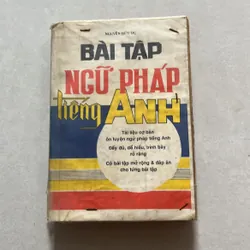 BÀI TẬP
NGỮ PHÁP
tiếng ANH
Tài liệu cơ bản
ôn luyện ngữ pháp tiếng Anh
Đầy đủ, dễ hiểu, trình bày
rõ ràng
Có bài tập mở rộng & đáp án
cho từng bài tập